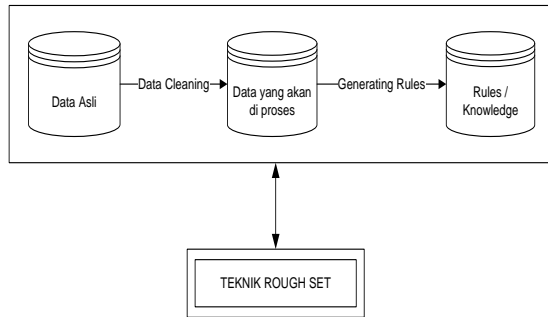 Data Asli
Data Cleaning
Data yang akan
di proses
Generating Rules
Rules /
Knowledge
TEKNIK ROUGH SET